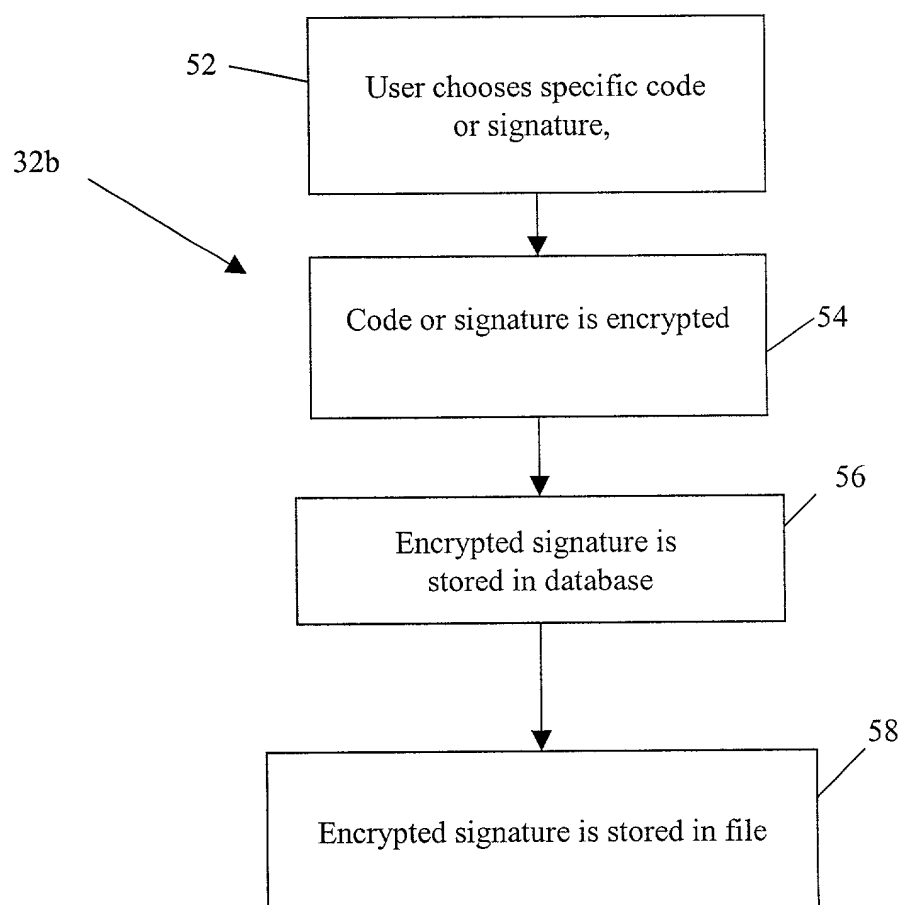 52
User chooses specific code
or signature,
32b
Code or signature is encrypted
54
56
Encrypted signature is
stored in database
58
Encrypted signature is stored in file